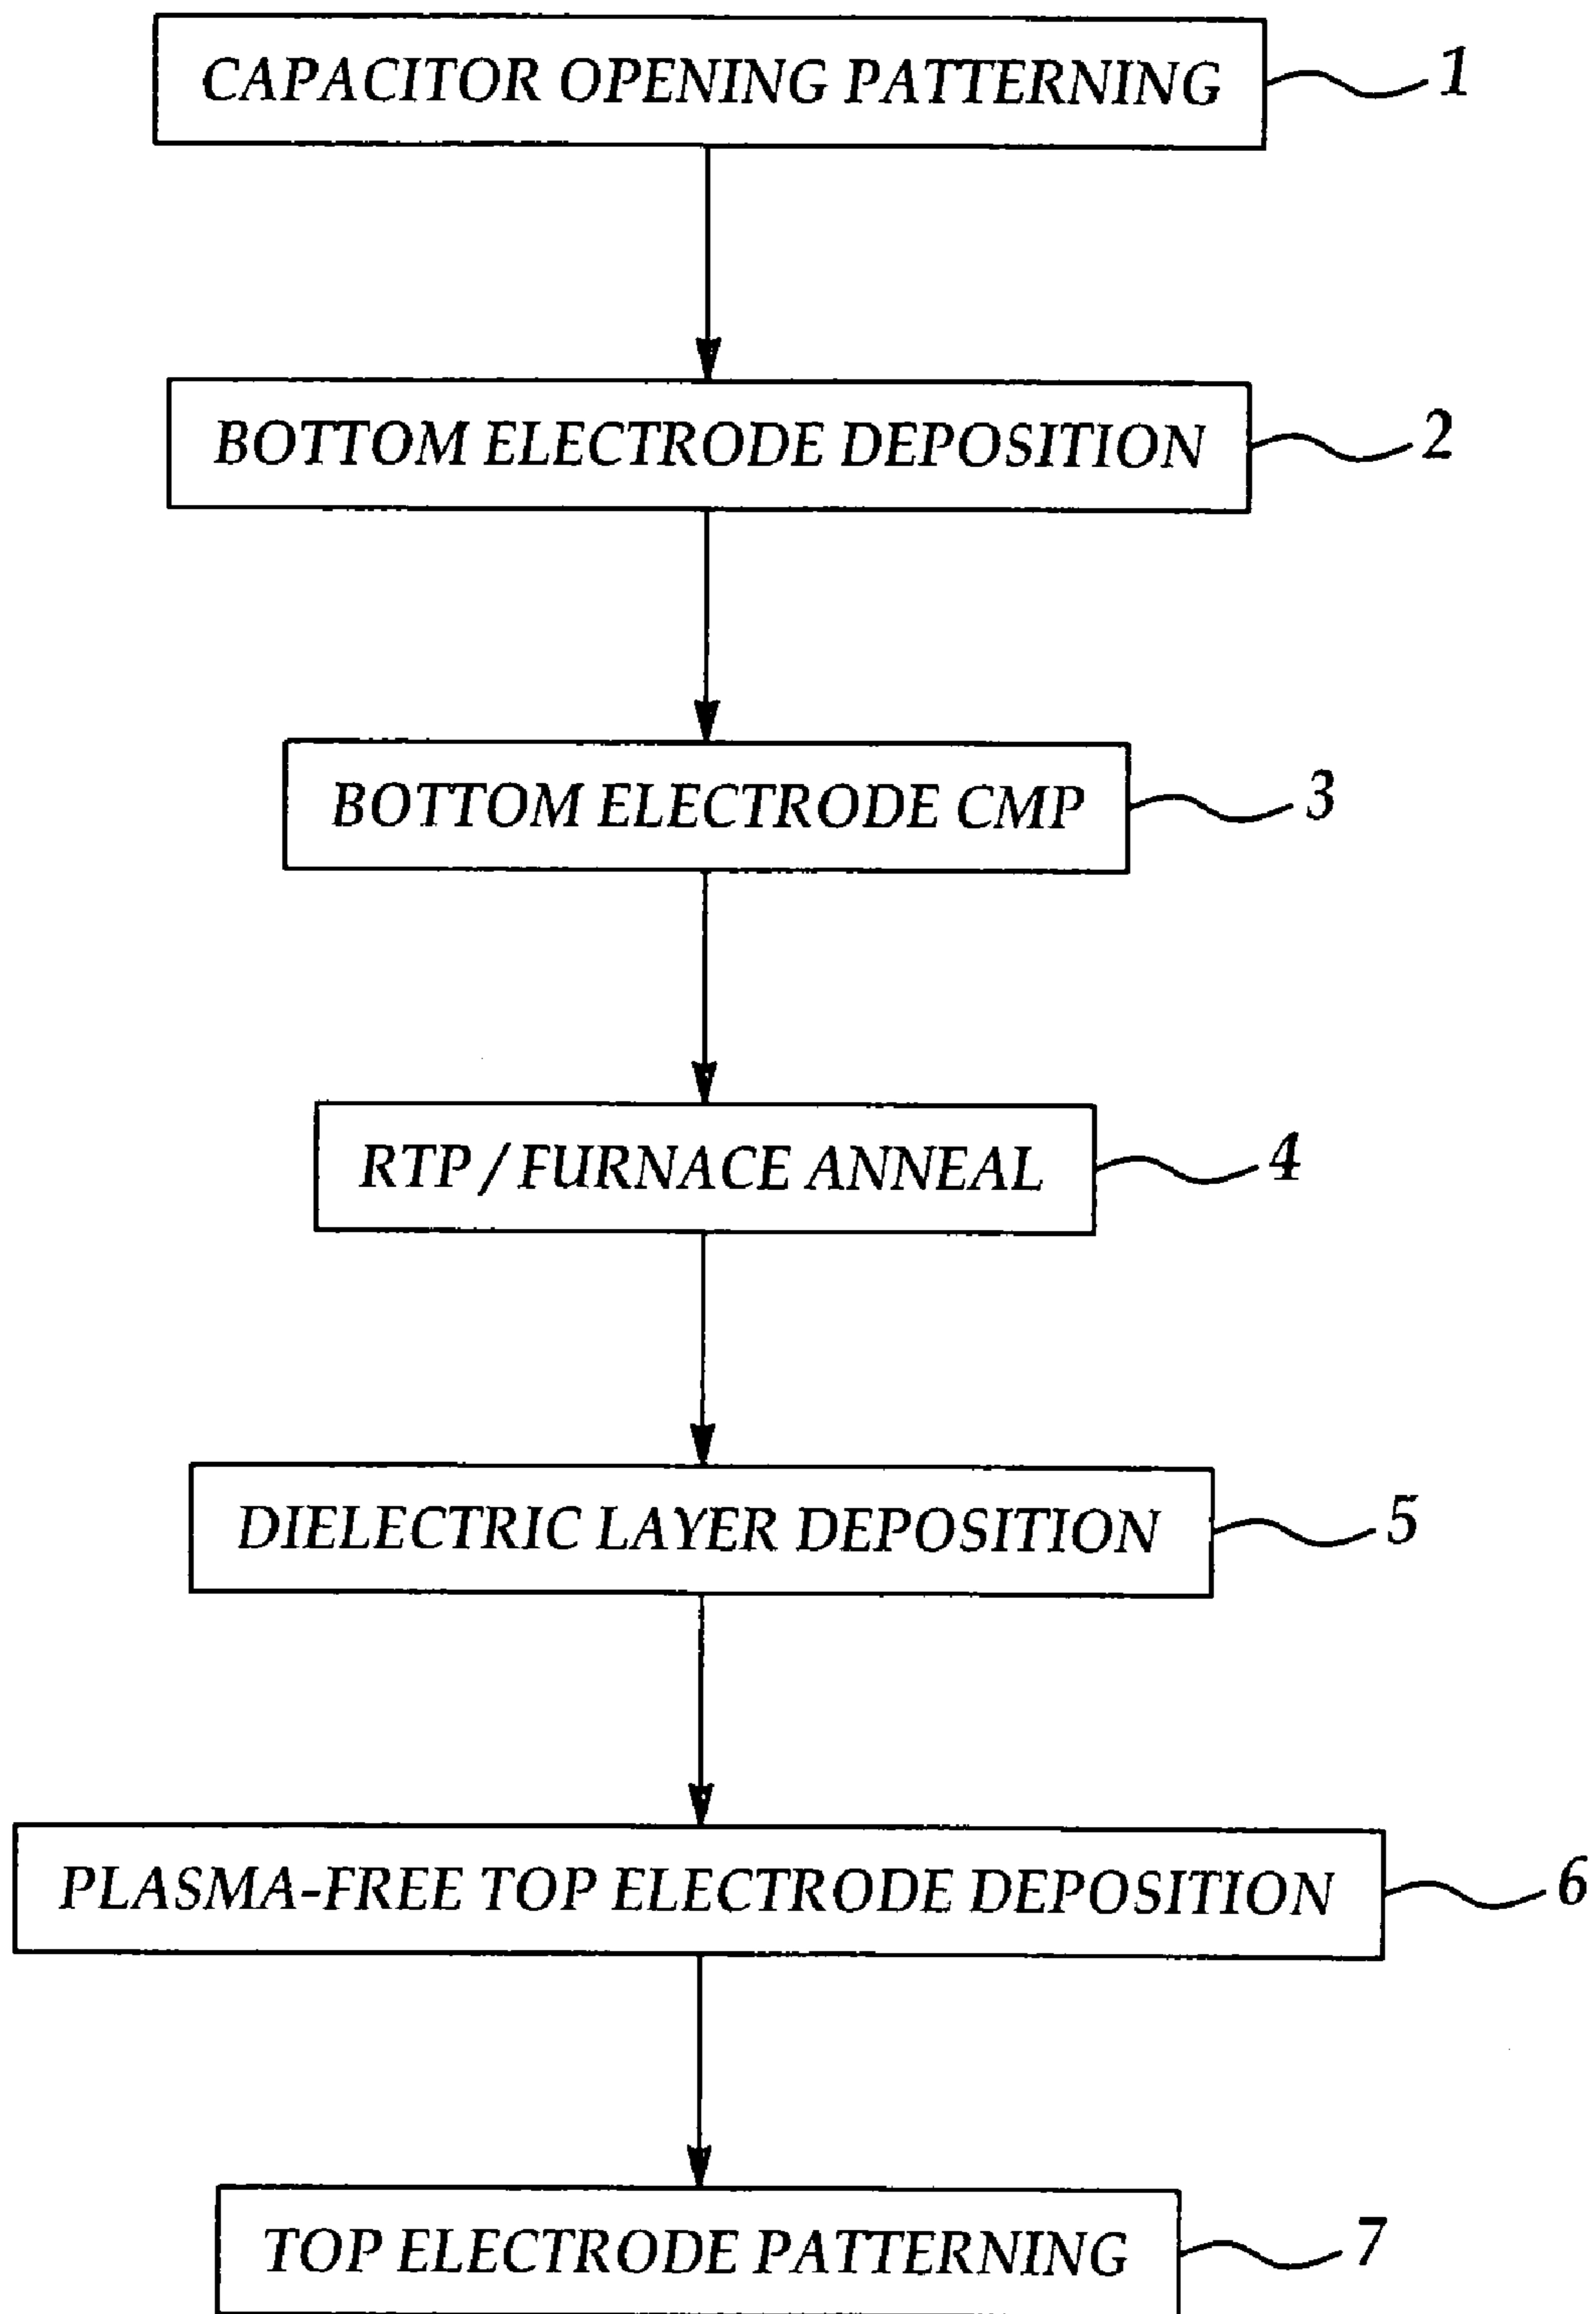 CAPACITOR OPENING PATTERNING 1
BOTTOM ELECTRODE DEPOSITION 2
BOTTOM ELECTRODE CMP 3
RTP / FURNACE ANNEAL 4
DIELECTRIC LAYER DEPOSITION 5
PLASMA-FREE TOP ELECTRODE DEPOSITION 6
TOP ELECTRODE PATTERNING 7